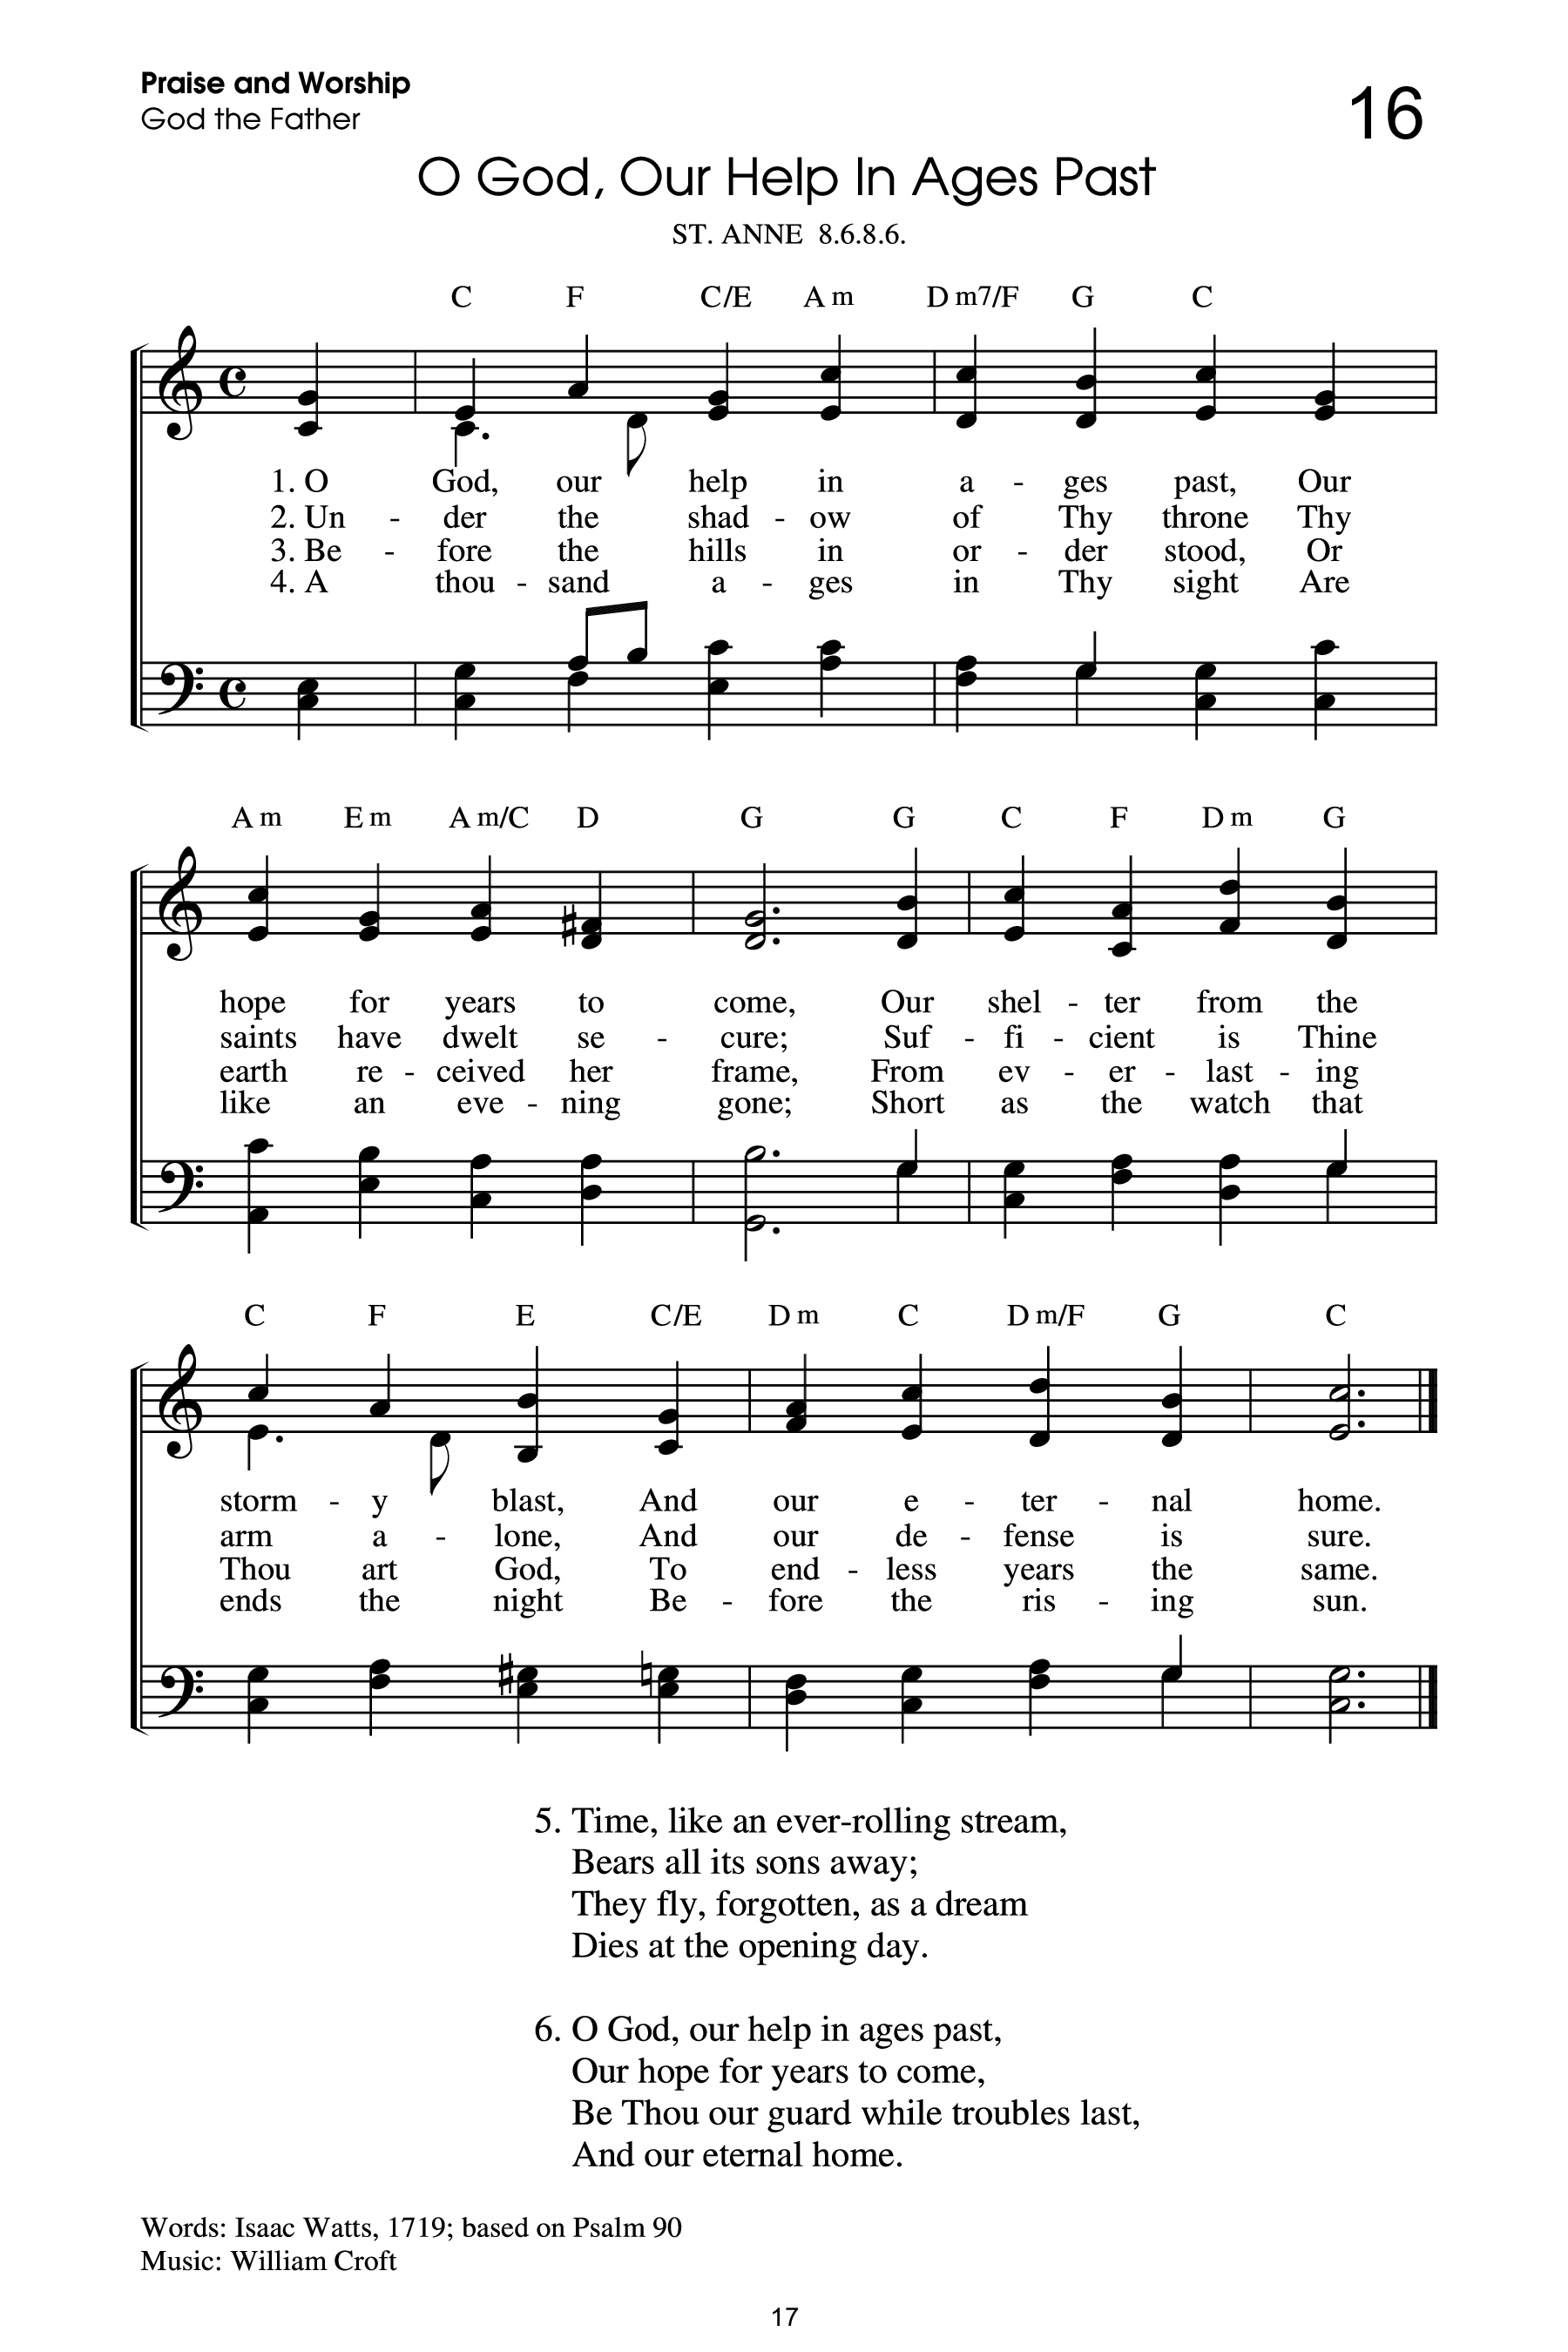 Praise and Worship
God the Father
16
O God, Our Help In Ages Past
ST. ANNE 8.6.8.6.
C F C/E A m D m7/F G C
1. O God, our help in a - ges past, Our
2. Un - der the shad - ow of Thy throne Thy
3. Be - fore the hills in or - der stood, Or
4. A thou - sand a - ges in Thy sight Are
A m E m A m/C D G G C F D m G
hope for years to come, Our shel - ter from the
saints have dwelt se - cure; Suf - fi - cient is Thine
earth re - ceived her frame, From ev - er - last - ing
like an eve - ning gone; Short as the watch that
C F E C/E D m C D m/F G C
storm - y blast, And our e - ter - nal home.
arm a - lone, And our de - fense is sure.
Thou art God, To end - less years the same.
ends the night Be - fore the ris - ing sun.
5. Time, like an ever-rolling stream,
Bears all its sons away;
They fly, forgotten, as a dream
Dies at the opening day.
6. O God, our help in ages past,
Our hope for years to come,
Be Thou our guard while troubles last,
And our eternal home.
Words: Isaac Watts, 1719; based on Psalm 90
Music: William Croft
17